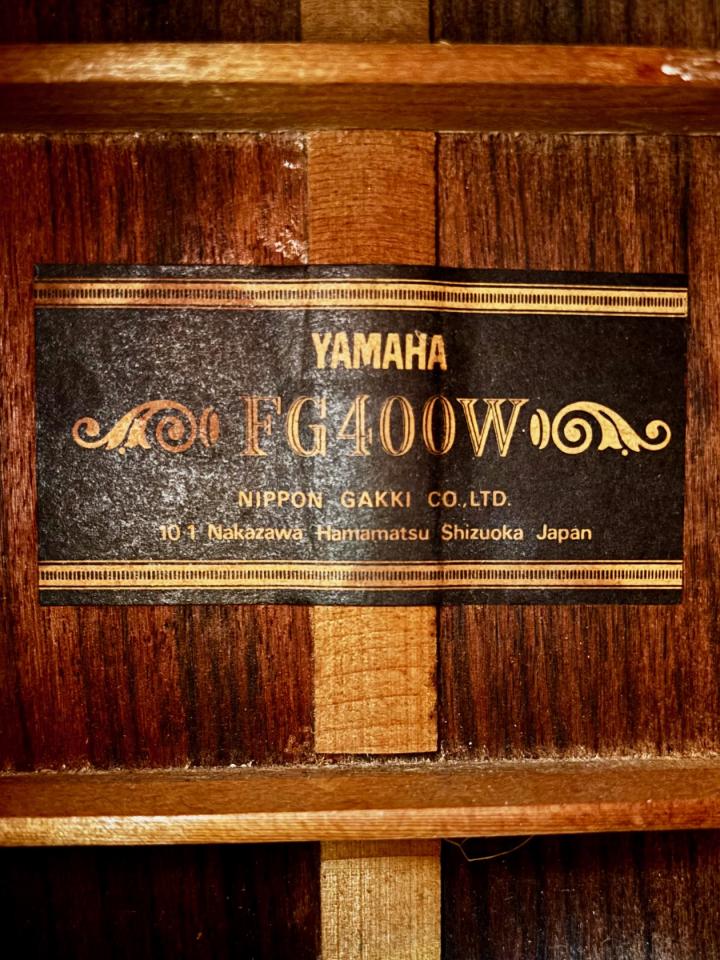 YAMAHA
FG400W
NIPPON GAKKI CO.,LTD.
10-1 Nakazawa Hamamatsu Shizuoka Japan